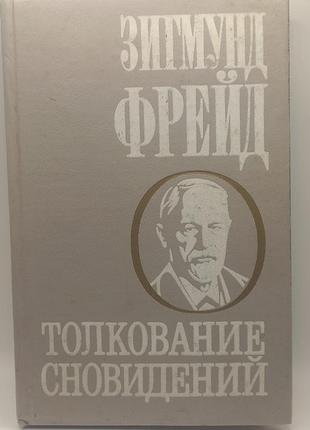 ЗИГМУНД
ФРЕЙД
ТОЛКОВАНИЕ
СНОВИДЕНИЙ